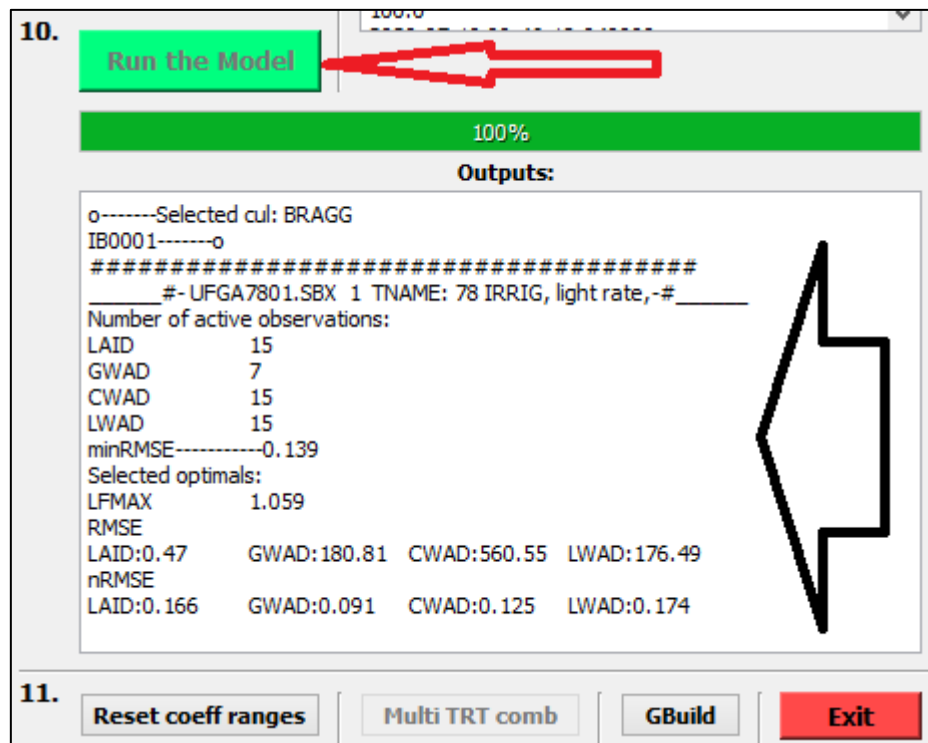 10.
100.0
Run the Model
100%
Outputs:
o-------Selected cul: BRAGG
IB0001-------o
######################################
______#- UFGA7801.SBX 1 TNAME: 78 IRRIG, light rate,-#______
Number of active observations:
LAID 15
GWAD 7
CWAD 15
LWAD 15
minRMSE-----------0.139
Selected optimals:
LFMAX 1.059
RMSE
LAID:0.47 GWAD:180.81 CWAD:560.55 LWAD:176.49
nRMSE
LAID:0.166 GWAD:0.091 CWAD:0.125 LWAD:0.174
11.
Reset coeff ranges Multi TRT comb GBuild Exit